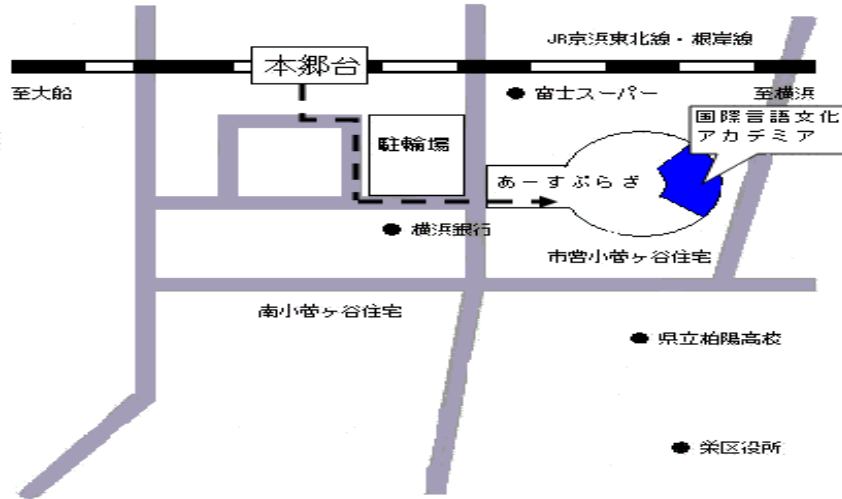 JR京浜東北線・根岸線
本郷台
至大船
富士スーパー
至横浜
国際言語文化
アカデミア
駐輪場
あーすぷらざ
横浜銀行
市営小菅ヶ谷住宅
南小菅ヶ谷住宅
県立柏陽高校
栄区役所